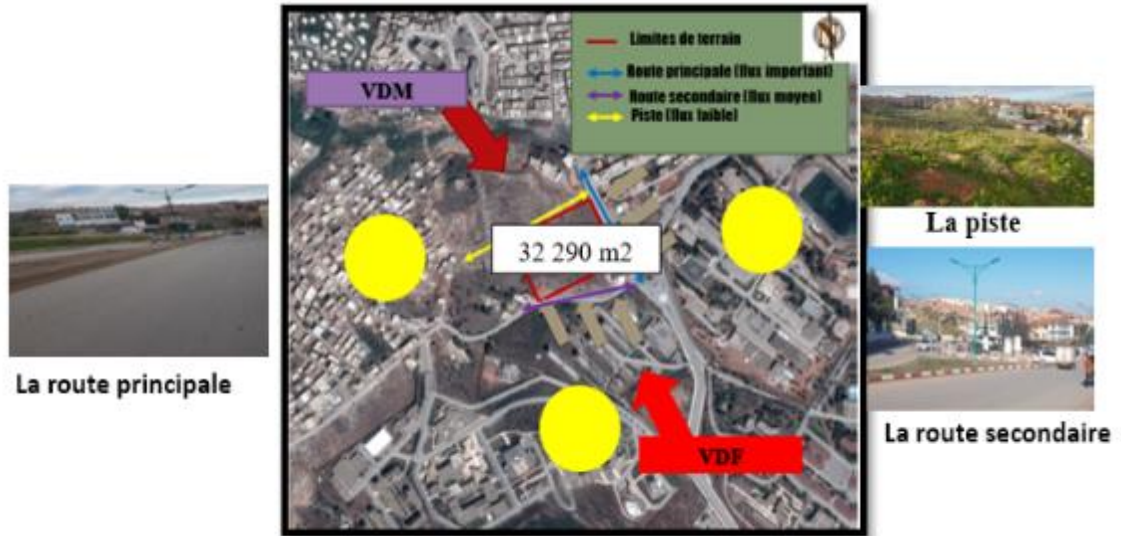 VDM
Limites de terrain
Route principale (flux important)
Route secondaire (flux moyen)
Piste (flux faible)
N
32 290 m2
VDF
La route principale
La piste
La route secondaire